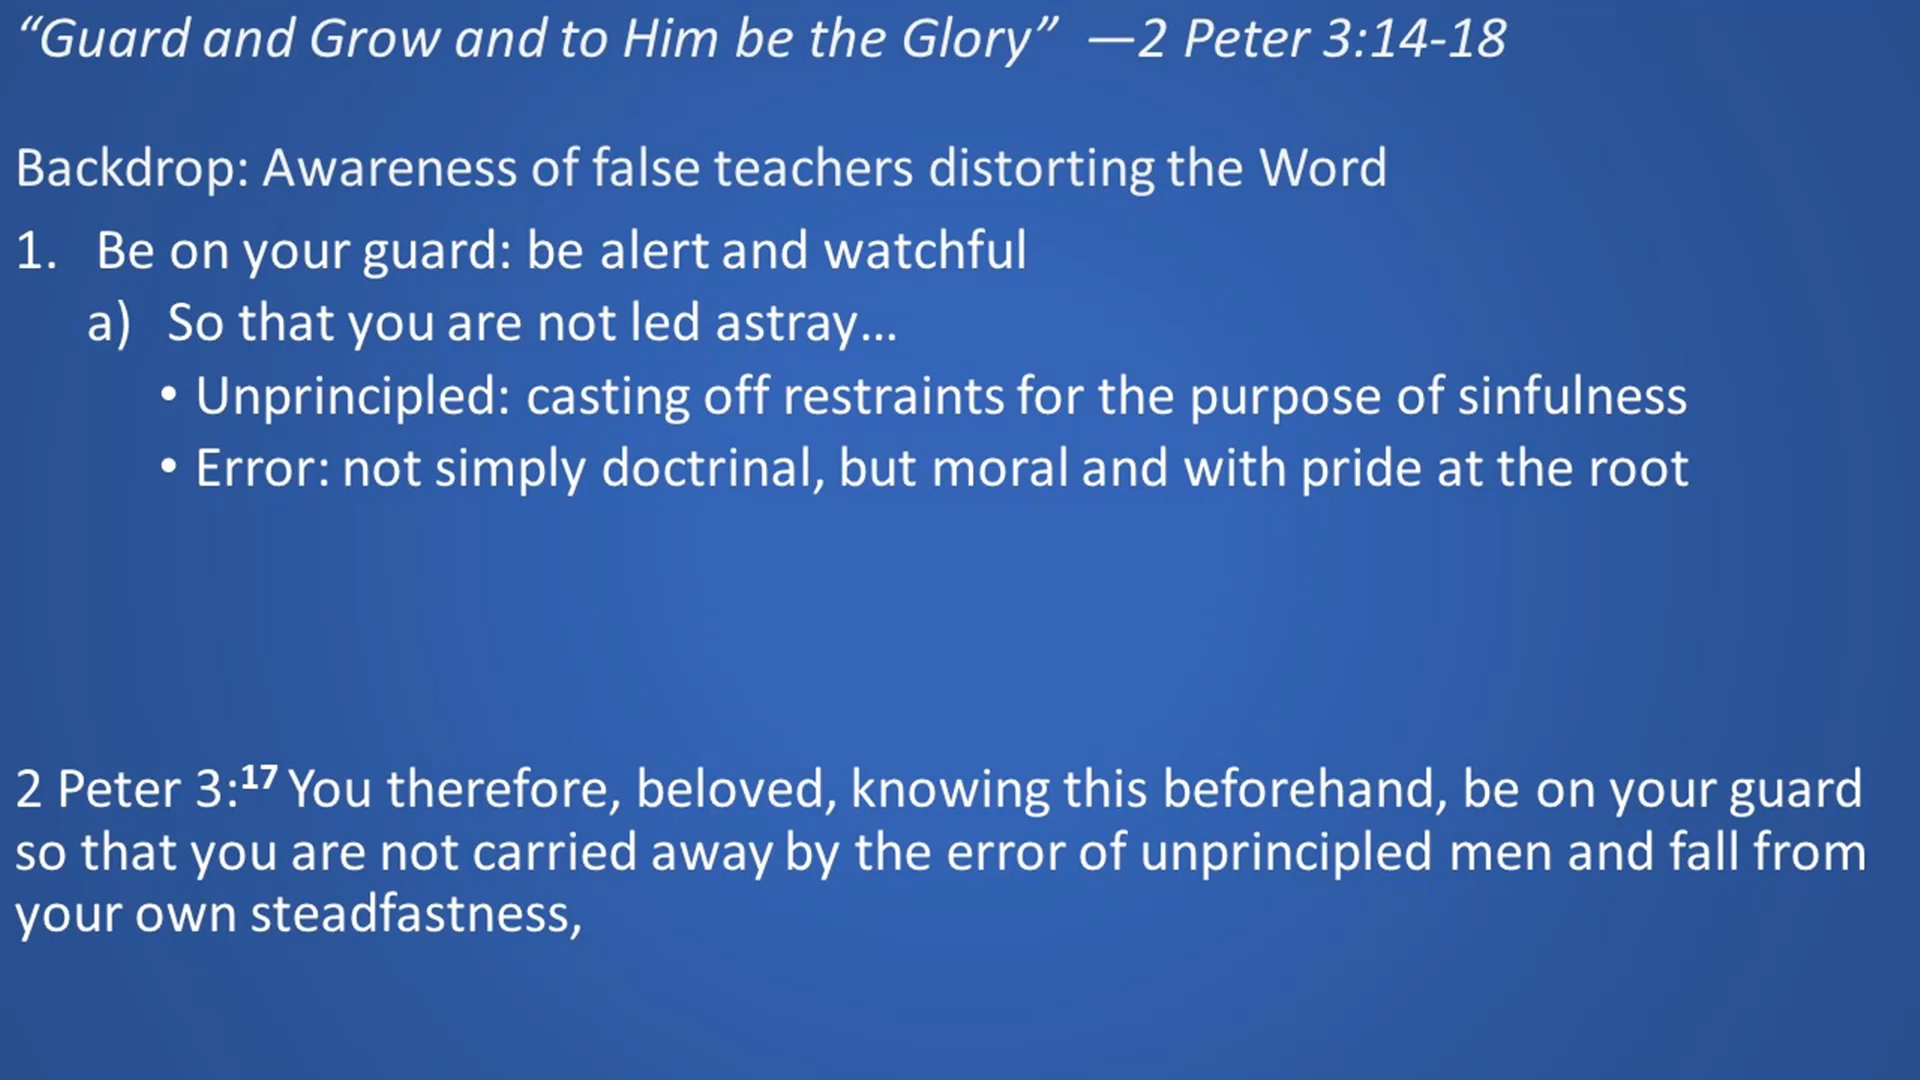 “Guard and Grow and to Him be the Glory” —2 Peter 3:14-18
Backdrop: Awareness of false teachers distorting the Word
1. Be on your guard: be alert and watchful
a) So that you are not led astray...
• Unprincipled: casting off restraints for the purpose of sinfulness
• Error: not simply doctrinal, but moral and with pride at the root
2 Peter 3:17 You therefore, beloved, knowing this beforehand, be on your guard
so that you are not carried away by the error of unprincipled men and fall from
your own steadfastness,